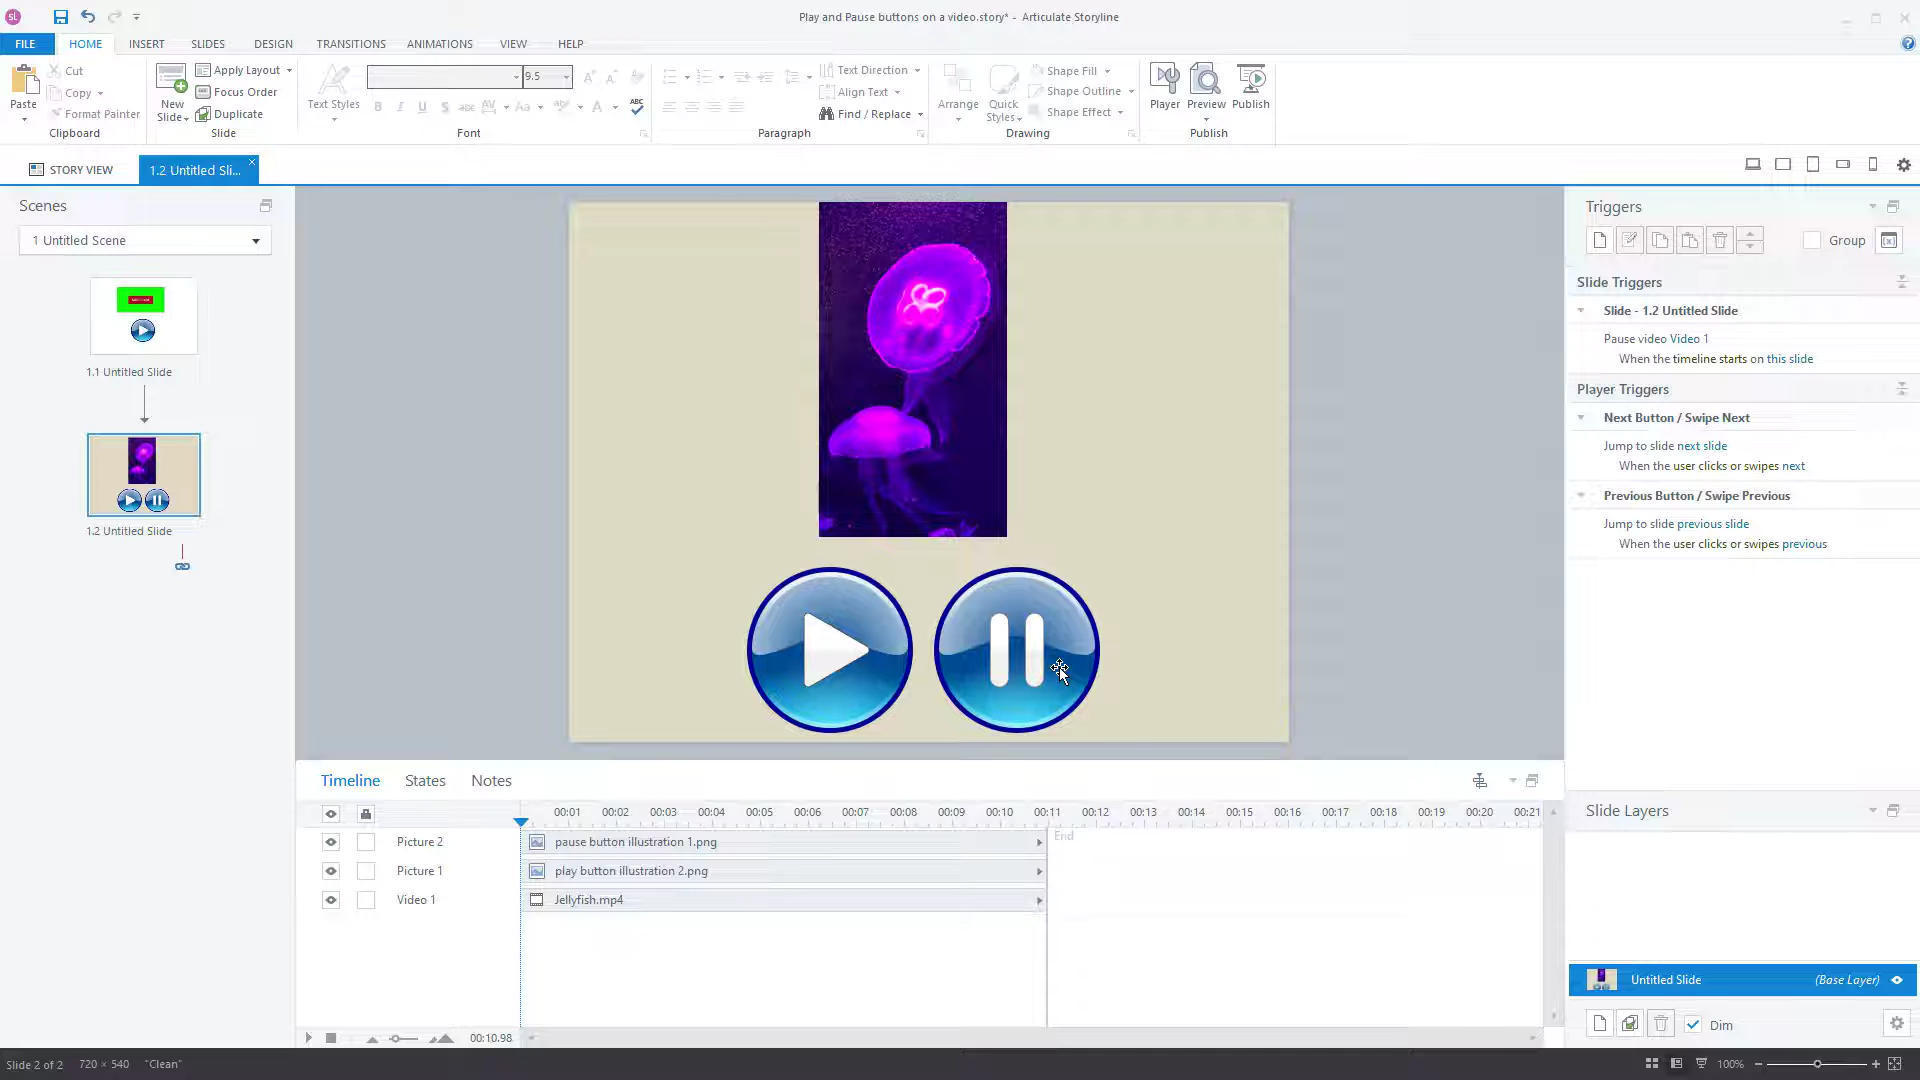 Play and Pause buttons on a video.story* - Articulate Storyline
FILE HOME INSERT SLIDES DESIGN TRANSITIONS ANIMATIONS VIEW HELP
Paste
Cut
Copy
Format Painter
Clipboard
New
Slide
Apply Layout
Focus Order
Duplicate
Slide
Text Styles
9.5
B I U S abc AV Aa A ABC
Font
Text Direction
Align Text
Find / Replace
Paragraph
Arrange
Quick
Styles
Shape Fill
Shape Outline
Shape Effect
Drawing
Player
Preview
Publish
Publish
STORY VIEW
1.2 Untitled Sli...
Scenes
1 Untitled Scene
1.1 Untitled Slide
1.2 Untitled Slide
Triggers
Group
Slide Triggers
Slide - 1.2 Untitled Slide
Pause video Video 1
When the timeline starts on this slide
Player Triggers
Next Button / Swipe Next
Jump to slide next slide
When the user clicks or swipes next
Previous Button / Swipe Previous
Jump to slide previous slide
When the user clicks or swipes previous
Timeline States Notes
00:01 00:02 00:03 00:04 00:05 00:06 00:07 00:08 00:09 00:10 00:11 00:12 00:13 00:14 00:15 00:16 00:17 00:18 00:19 00:20 00:21
End
Picture 2 pause button illustration 1.png
Picture 1 play button illustration 2.png
Video 1 Jellyfish.mp4
00:10.98
Slide Layers
Untitled Slide (Base Layer)
Dim
Slide 2 of 2 720 × 540 "Clean" 100%